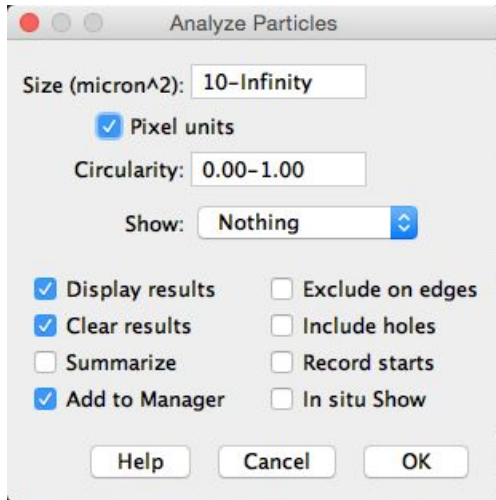 Analyze Particles
Size (micron^2): 10-Infinity
Pixel units
Circularity: 0.00-1.00
Show: Nothing
Display results Exclude on edges
Clear results Include holes
Summarize Record starts
Add to Manager In situ Show
Help Cancel OK